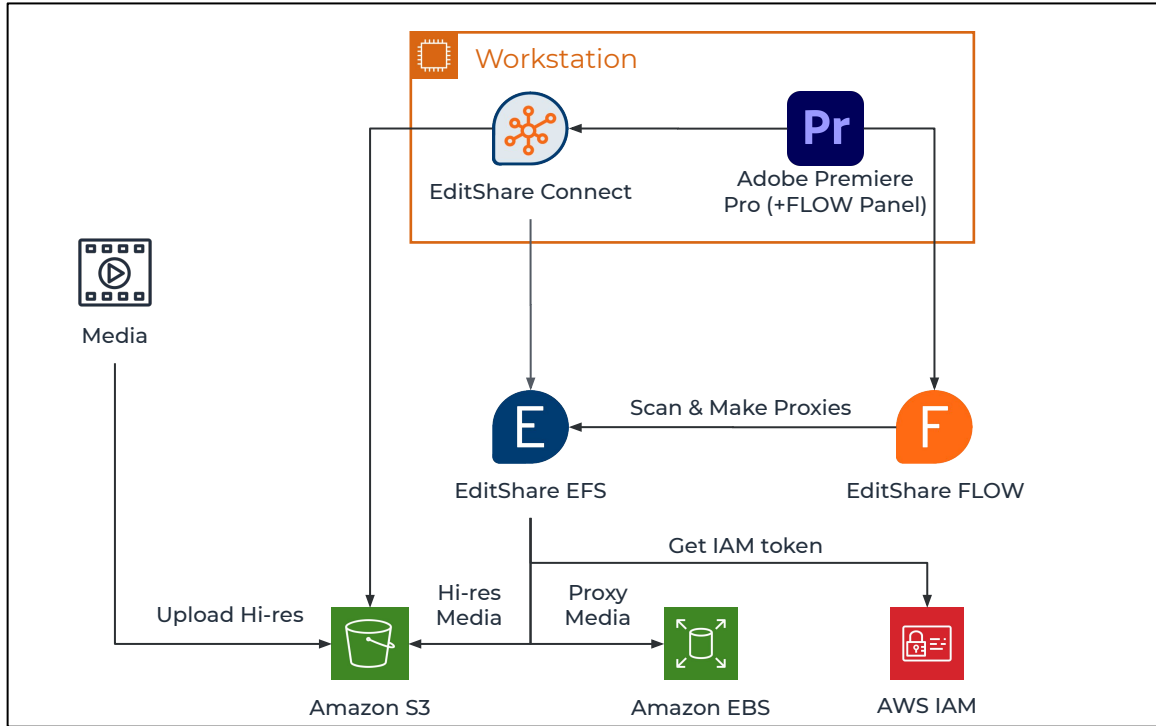 Workstation
Pr
EditShare Connect
Adobe Premiere
Pro (+FLOW Panel)
Media
E
F
Scan & Make Proxies
EditShare EFS
EditShare FLOW
Get IAM token
Upload Hi-res
Hi-res
Media
Proxy
Media
Amazon S3
Amazon EBS
AWS IAM